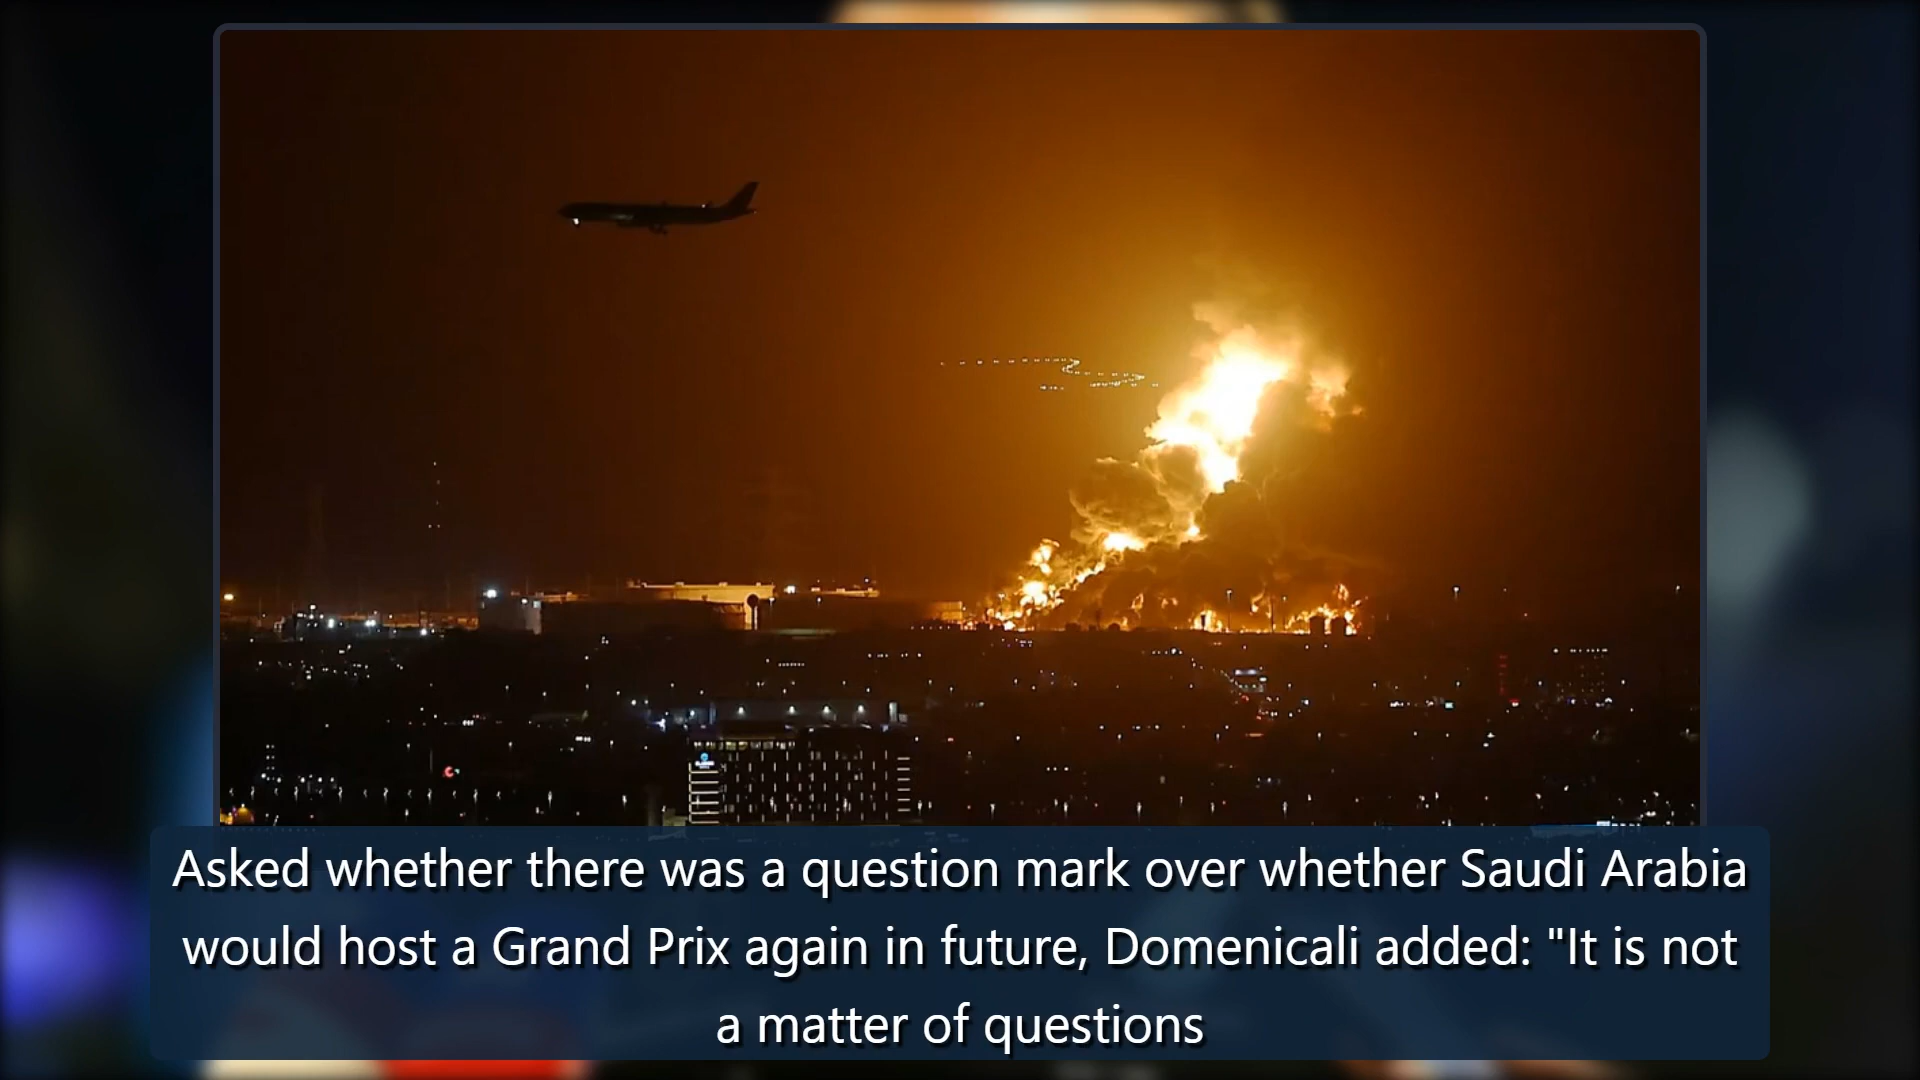 Asked whether there was a question mark over whether Saudi Arabia
would host a Grand Prix again in future, Domenicali added: "It is not
a matter of questions